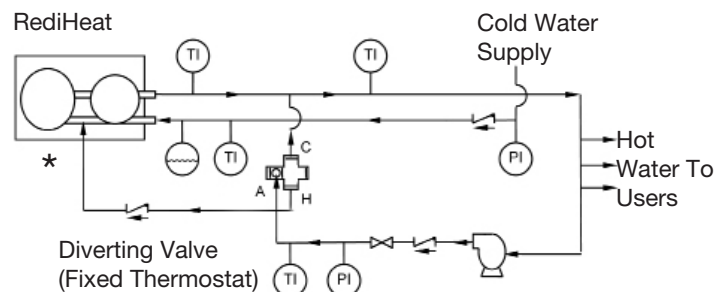 RediHeat
TI
TI
Cold Water
Supply
TI
PI
*
C
A
H
Hot
Water To
Users
Diverting Valve
(Fixed Thermostat)
TI
PI